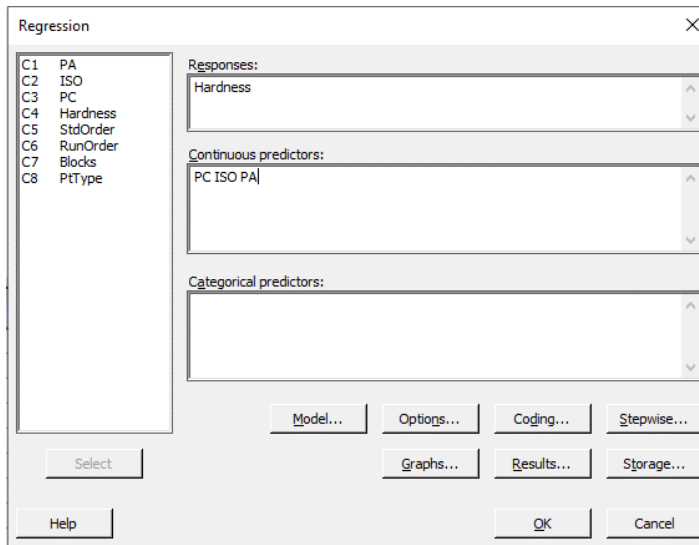 Regression
C1 PA
C2 ISO
C3 PC
C4 Hardness
C5 StdOrder
C6 RunOrder
C7 Blocks
C8 PtType
Responses:
Hardness
Continuous predictors:
PC ISO PA
Categorical predictors:
Model... Options... Coding... Stepwise...
Select Graphs... Results... Storage...
Help OK Cancel